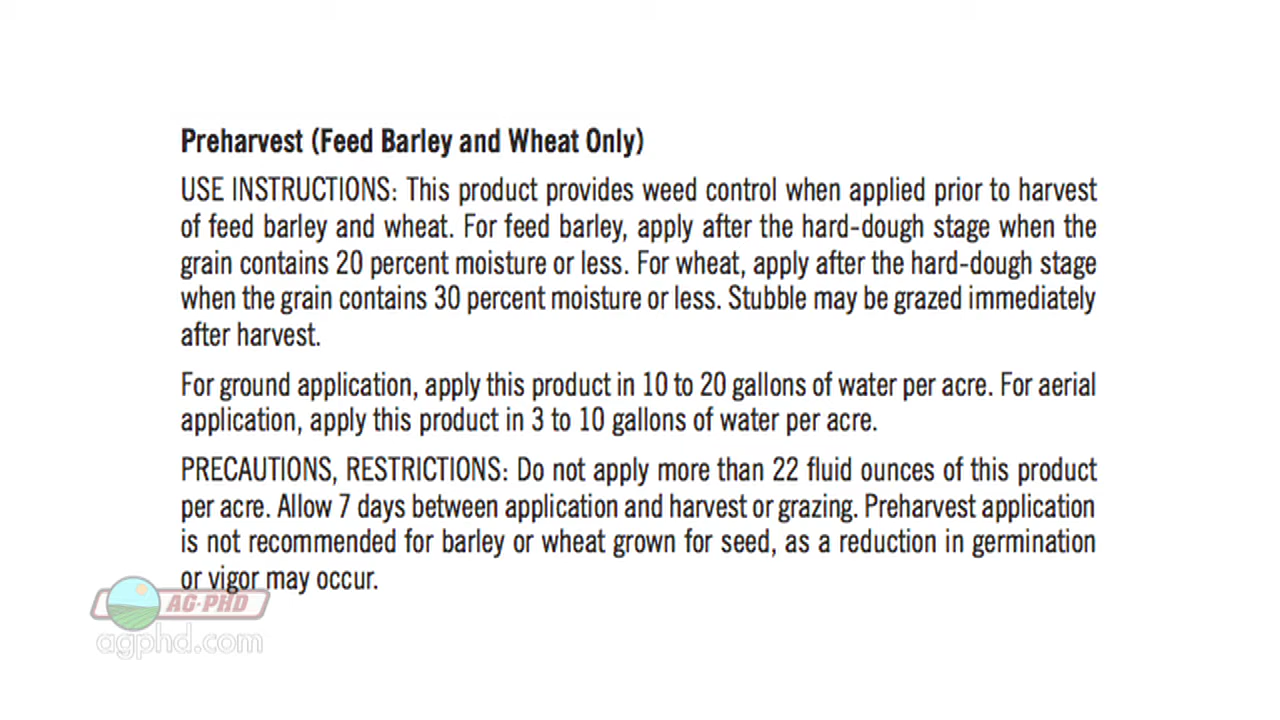 Preharvest (Feed Barley and Wheat Only)
USE INSTRUCTIONS: This product provides weed control when applied prior to harvest
of feed barley and wheat. For feed barley, apply after the hard-dough stage when the
grain contains 20 percent moisture or less. For wheat, apply after the hard-dough stage
when the grain contains 30 percent moisture or less. Stubble may be grazed immediately
after harvest.
For ground application, apply this product in 10 to 20 gallons of water per acre. For aerial
application, apply this product in 3 to 10 gallons of water per acre.
PRECAUTIONS, RESTRICTIONS: Do not apply more than 22 fluid ounces of this product
per acre. Allow 7 days between application and harvest or grazing. Preharvest application
is not recommended for barley or wheat grown for seed, as a reduction in germination
or vigor may occur.
AG·PHD
agphd.com